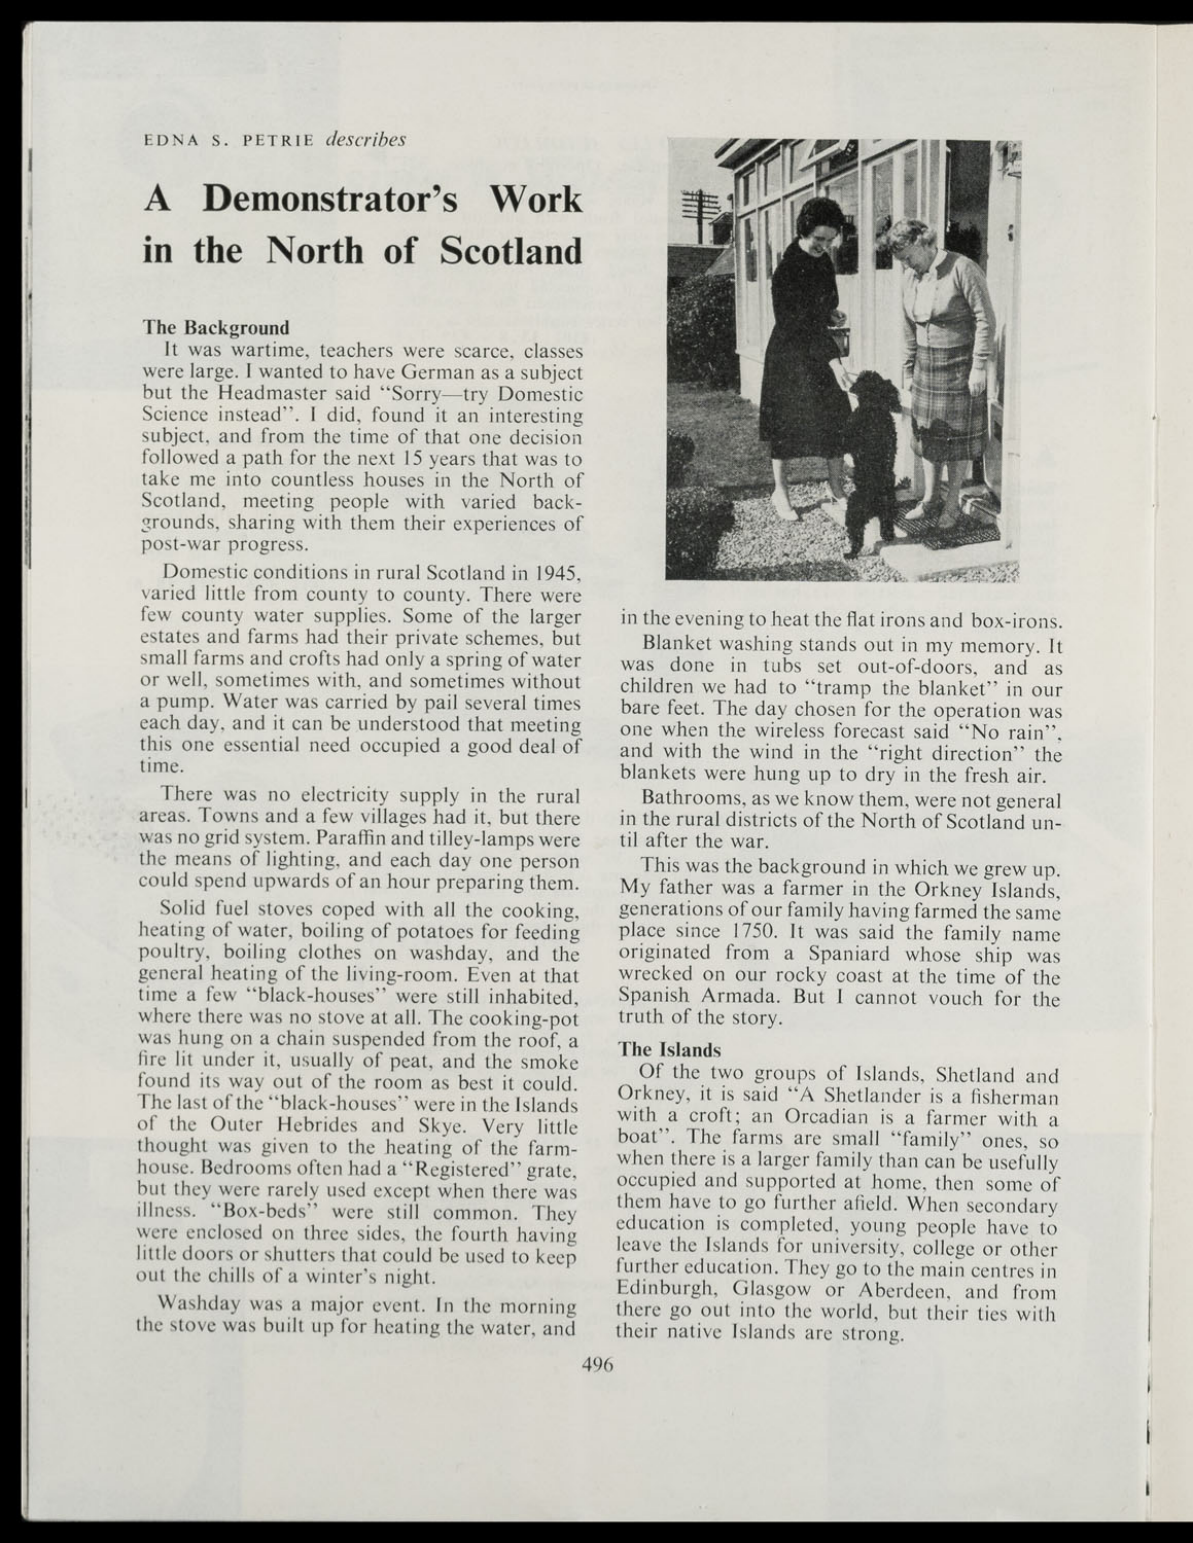 EDNA S. PETRIE describes
A Demonstrator's Work
in the North of Scotland
The Background
It was wartime, teachers were scarce, classes
were large. I wanted to have German as a subject
but the Headmaster said “Sorry—try Domestic
Science instead”. I did, found it an interesting
subject, and from the time of that one decision
followed a path for the next 15 years that was to
take me into countless houses in the North of
Scotland, meeting people with varied back-
grounds, sharing with them their experiences of
post-war progress.
Domestic conditions in rural Scotland in 1945,
varied little from county to county. There were
few county water supplies. Some of the larger
estates and farms had their private schemes, but
small farms and crofts had only a spring of water
or well, sometimes with, and sometimes without
a pump. Water was carried by pail several times
each day, and it can be understood that meeting
this one essential need occupied a good deal of
time.
There was no electricity supply in the rural
areas. Towns and a few villages had it, but there
was no grid system. Paraffin and tilley-lamps were
the means of lighting, and each day one person
could spend upwards of an hour preparing them.
Solid fuel stoves coped with all the cooking,
heating of water, boiling of potatoes for feeding
poultry, boiling clothes on washday, and the
general heating of the living-room. Even at that
time a few “black-houses” were still inhabited,
where there was no stove at all. The cooking-pot
was hung on a chain suspended from the roof, a
fire lit under it, usually of peat, and the smoke
found its way out of the room as best it could.
The last of the “black-houses” were in the Islands
of the Outer Hebrides and Skye. Very little
thought was given to the heating of the farm-
house. Bedrooms often had a “Registered” grate,
but they were rarely used except when there was
illness. “Box-beds” were still common. They
were enclosed on three sides, the fourth having
little doors or shutters that could be used to keep
out the chills of a winter's night.
Washday was a major event. In the morning
the stove was built up for heating the water, and
in the evening to heat the flat irons and box-irons.
Blanket washing stands out in my memory. It
was done in tubs set out-of-doors, and as
children we had to “tramp the blanket” in our
bare feet. The day chosen for the operation was
one when the wireless forecast said “No rain”,
and with the wind in the “right direction” the
blankets were hung up to dry in the fresh air.
Bathrooms, as we know them, were not general
in the rural districts of the North of Scotland un-
til after the war.
This was the background in which we grew up.
My father was a farmer in the Orkney Islands,
generations of our family having farmed the same
place since 1750. It was said the family name
originated from a Spaniard whose ship was
wrecked on our rocky coast at the time of the
Spanish Armada. But I cannot vouch for the
truth of the story.
The Islands
Of the two groups of Islands, Shetland and
Orkney, it is said “A Shetlander is a fisherman
with a croft; an Orcadian is a farmer with a
boat”. The farms are small “family” ones, so
when there is a larger family than can be usefully
occupied and supported at home, then some of
them have to go further afield. When secondary
education is completed, young people have to
leave the Islands for university, college or other
further education. They go to the main centres in
Edinburgh, Glasgow or Aberdeen, and from
there go out into the world, but their ties with
their native Islands are strong.
496